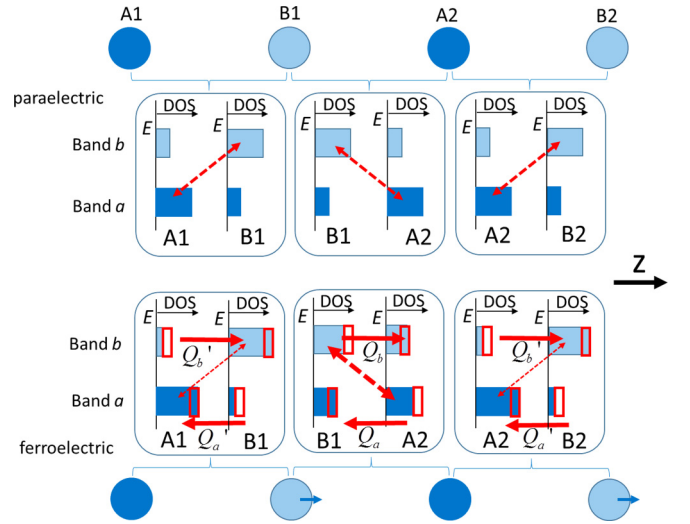 A1 B1 A2 B2
paraelectric
DOS DOS DOS DOS DOS DOS
E E E E E E
Band b
Band a
A1 B1 B1 A2 A2 B2
Z
DOS DOS DOS DOS DOS DOS
E E E E E E
Band b
Q_b' Q_b Q_b'
Band a
A1 B1 B1 A2 A2 B2
Q_a' Q_a Q_a'
ferroelectric